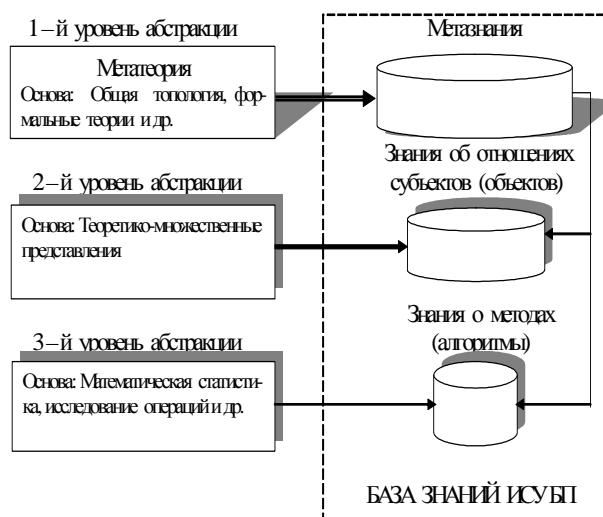 1–й уровень абстракции
Метазнания
Метатеория
Основа: Общая топология, фор-
мальные теории и др.
Знания об отношениях
субъектов (объектов)
2–й уровень абстракции
Основа: Теоретико-множественные
представления
Знания о методах
(алгоритмы)
3–й уровень абстракции
Основа: Математическая статисти-
ка, исследование операций и др.
БАЗА ЗНАНИЙ ИСУБП